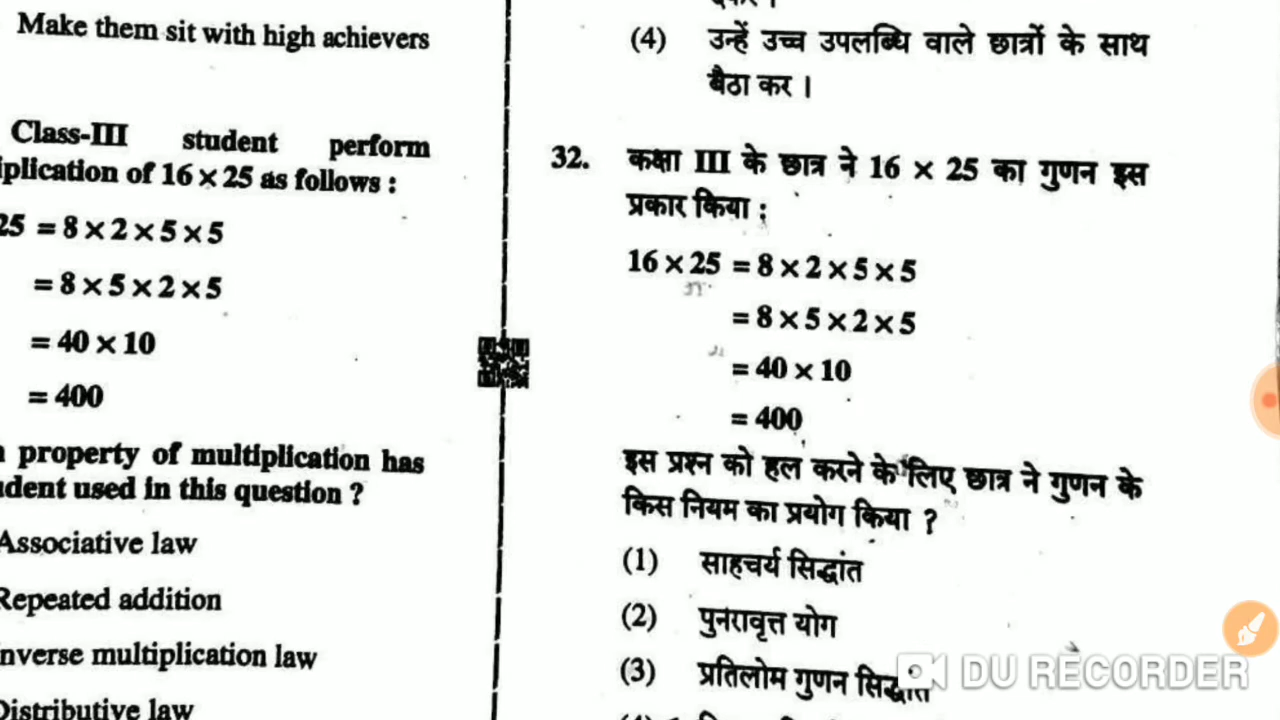 Make them sit with high achievers
Class-III student perform
iplication of 16 × 25 as follows :
25 = 8 × 2 × 5 × 5
= 8 × 5 × 2 × 5
= 40 × 10
= 400
property of multiplication has
udent used in this question ?
Associative law
Repeated addition
nverse multiplication law
Distributive law
(4) उन्हें उच्च उपलब्धि वाले छात्रों के साथ
बैठा कर ।
32. कक्षा III के छात्र ने 16 × 25 का गुणन इस
प्रकार किया :
16 × 25 = 8 × 2 × 5 × 5
= 8 × 5 × 2 × 5
= 40 × 10
= 400
इस प्रश्न को हल करने के लिए छात्र ने गुणन के
किस नियम का प्रयोग किया ?
(1) साहचर्य सिद्धांत
(2) पुनरावृत्त योग
(3) प्रतिलोम गुणन सिद्धांत
DU RECORDER